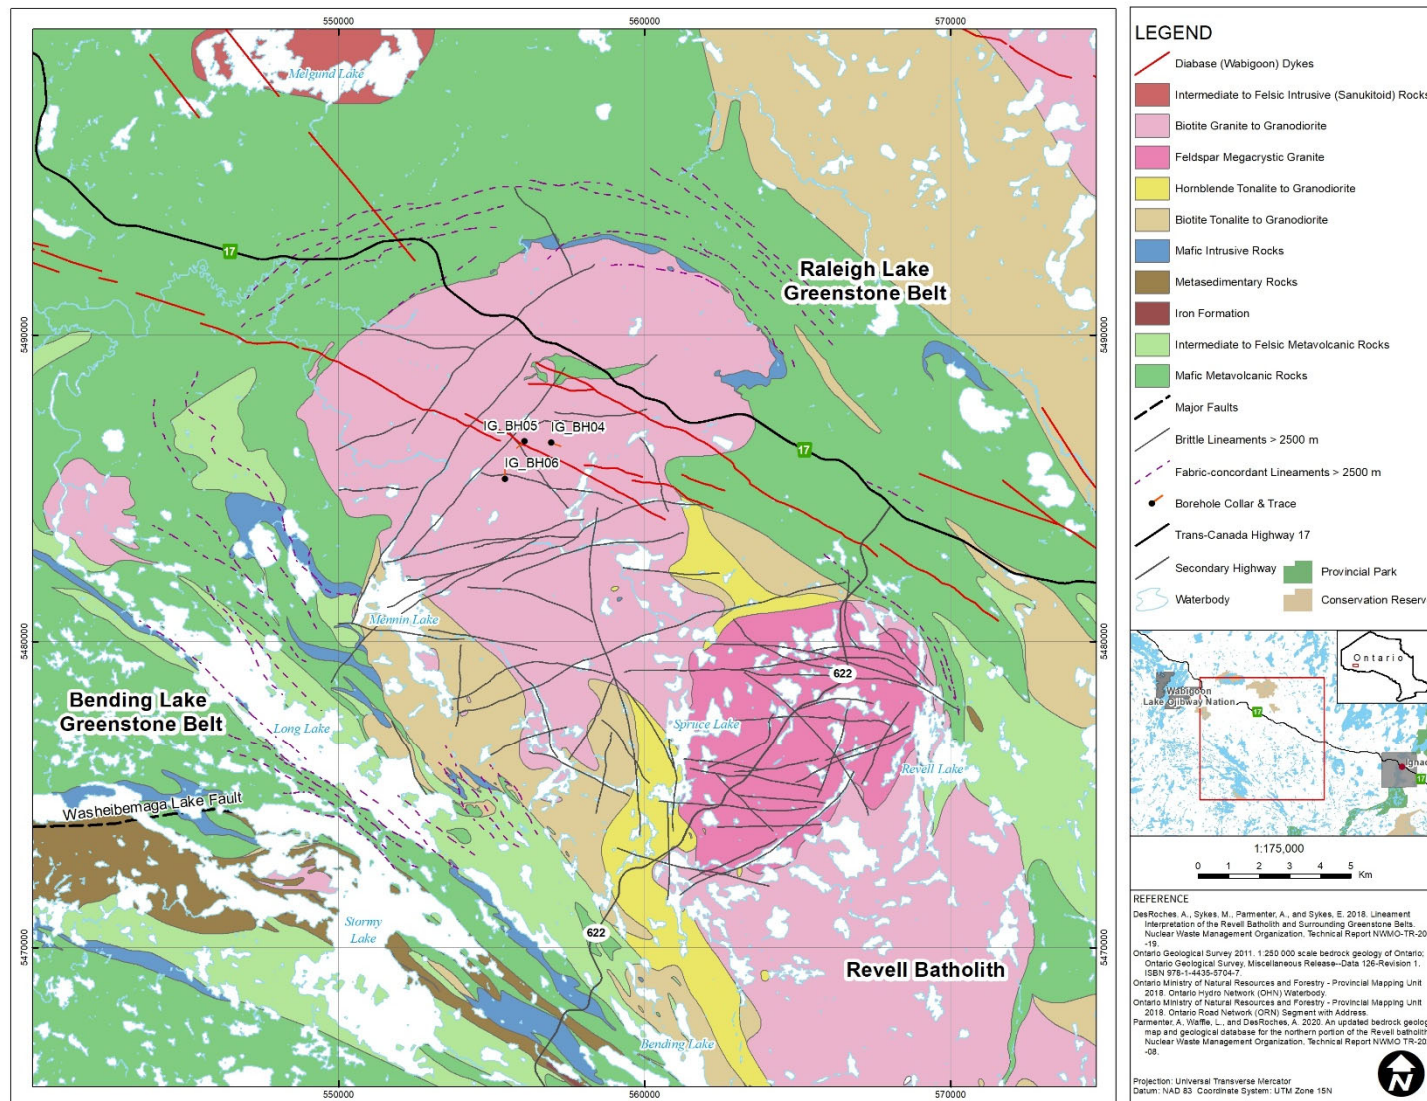 550000
560000
570000
Melgund Lake
17
Raleigh Lake
Greenstone Belt
5490000
5490000
IG_BH05
IG_BH04
IG_BH06
17
Mennin Lake
5480000
5480000
622
Bending Lake
Greenstone Belt
Long Lake
Spruce Lake
Revell Lake
Washeibemaga Lake Fault
Stormy
Lake
622
5470000
5470000
Revell Batholith
Bending Lake
550000
560000
570000
LEGEND
Diabase (Wabigoon) Dykes
Intermediate to Felsic Intrusive (Sanukitoid) Rocks
Biotite Granite to Granodiorite
Feldspar Megacrystic Granite
Hornblende Tonalite to Granodiorite
Biotite Tonalite to Granodiorite
Mafic Intrusive Rocks
Metasedimentary Rocks
Iron Formation
Intermediate to Felsic Metavolcanic Rocks
Mafic Metavolcanic Rocks
Major Faults
Brittle Lineaments > 2500 m
Fabric-concordant Lineaments > 2500 m
Borehole Collar & Trace
Trans-Canada Highway 17
Secondary Highway
Provincial Park
Waterbody
Conservation Reserv
Ontario
Wabigoon
Lake Ojibway Nation
17
Ignac
17
1:175,000
0 1 2 3 4 5
Km
REFERENCE
DesRoches, A., Sykes, M., Parmenter, A., and Sykes, E. 2018. Lineament
Interpretation of the Revell Batholith and Surrounding Greenstone Belts.
Nuclear Waste Management Organization. Technical Report NWMO-TR-20
-19.
Ontario Geological Survey 2011. 1:250 000 scale bedrock geology of Ontario;
Ontario Geological Survey, Miscellaneous Release--Data 126-Revision 1.
ISBN 978-1-4435-5704-7.
Ontario Ministry of Natural Resources and Forestry - Provincial Mapping Unit
2018. Ontario Hydro Network (OHN) Waterbody.
Ontario Ministry of Natural Resources and Forestry - Provincial Mapping Unit
2018. Ontario Road Network (ORN) Segment with Address.
Parmenter, A, Waffle, L., and DesRoches, A. 2020. An updated bedrock geolog
map and geological database for the northern portion of the Revell batholith
Nuclear Waste Management Organization. Technical Report NWMO TR-20
-08.
Projection: Universal Transverse Mercator
Datum: NAD 83 Coordinate System: UTM Zone 15N
N